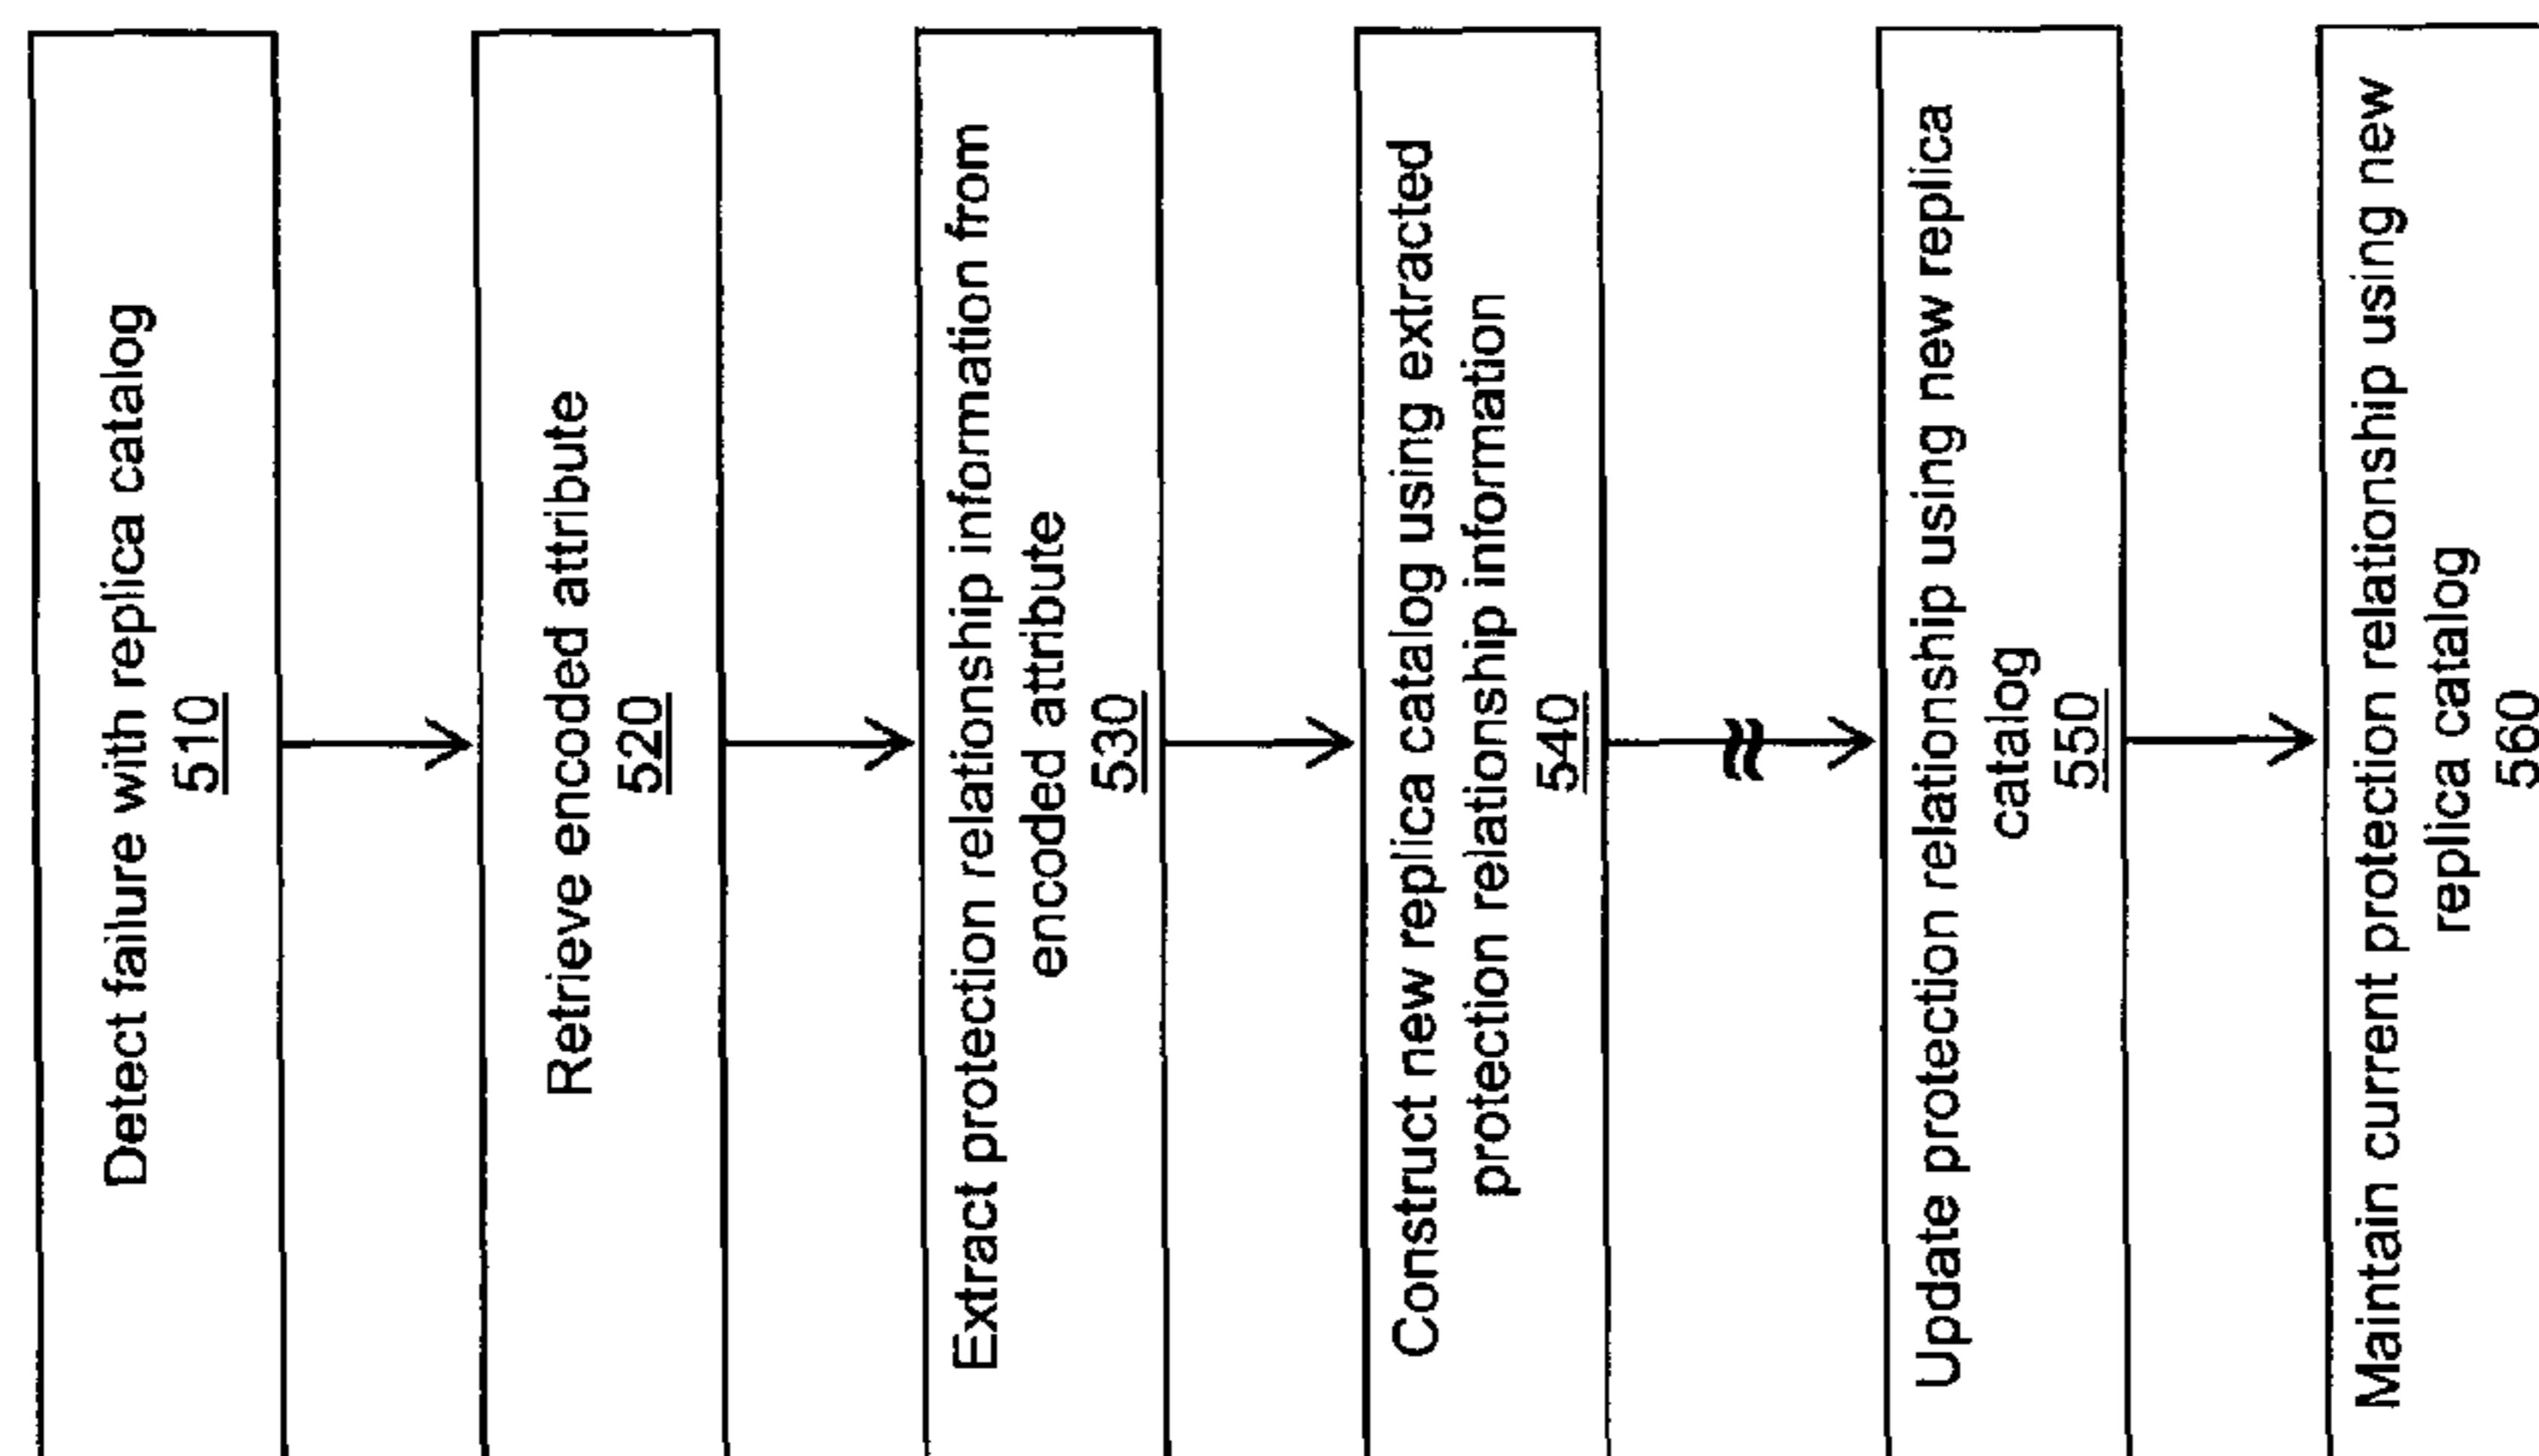 Detect failure with replica catalog
510
Retrieve encoded attribute
520
Extract protection relationship information from
encoded attribute
530
Construct new replica catalog using extracted
protection relationship information
540
Update protection relationship using new replica
catalog
550
Maintain current protection relationship using new
replica catalog
560